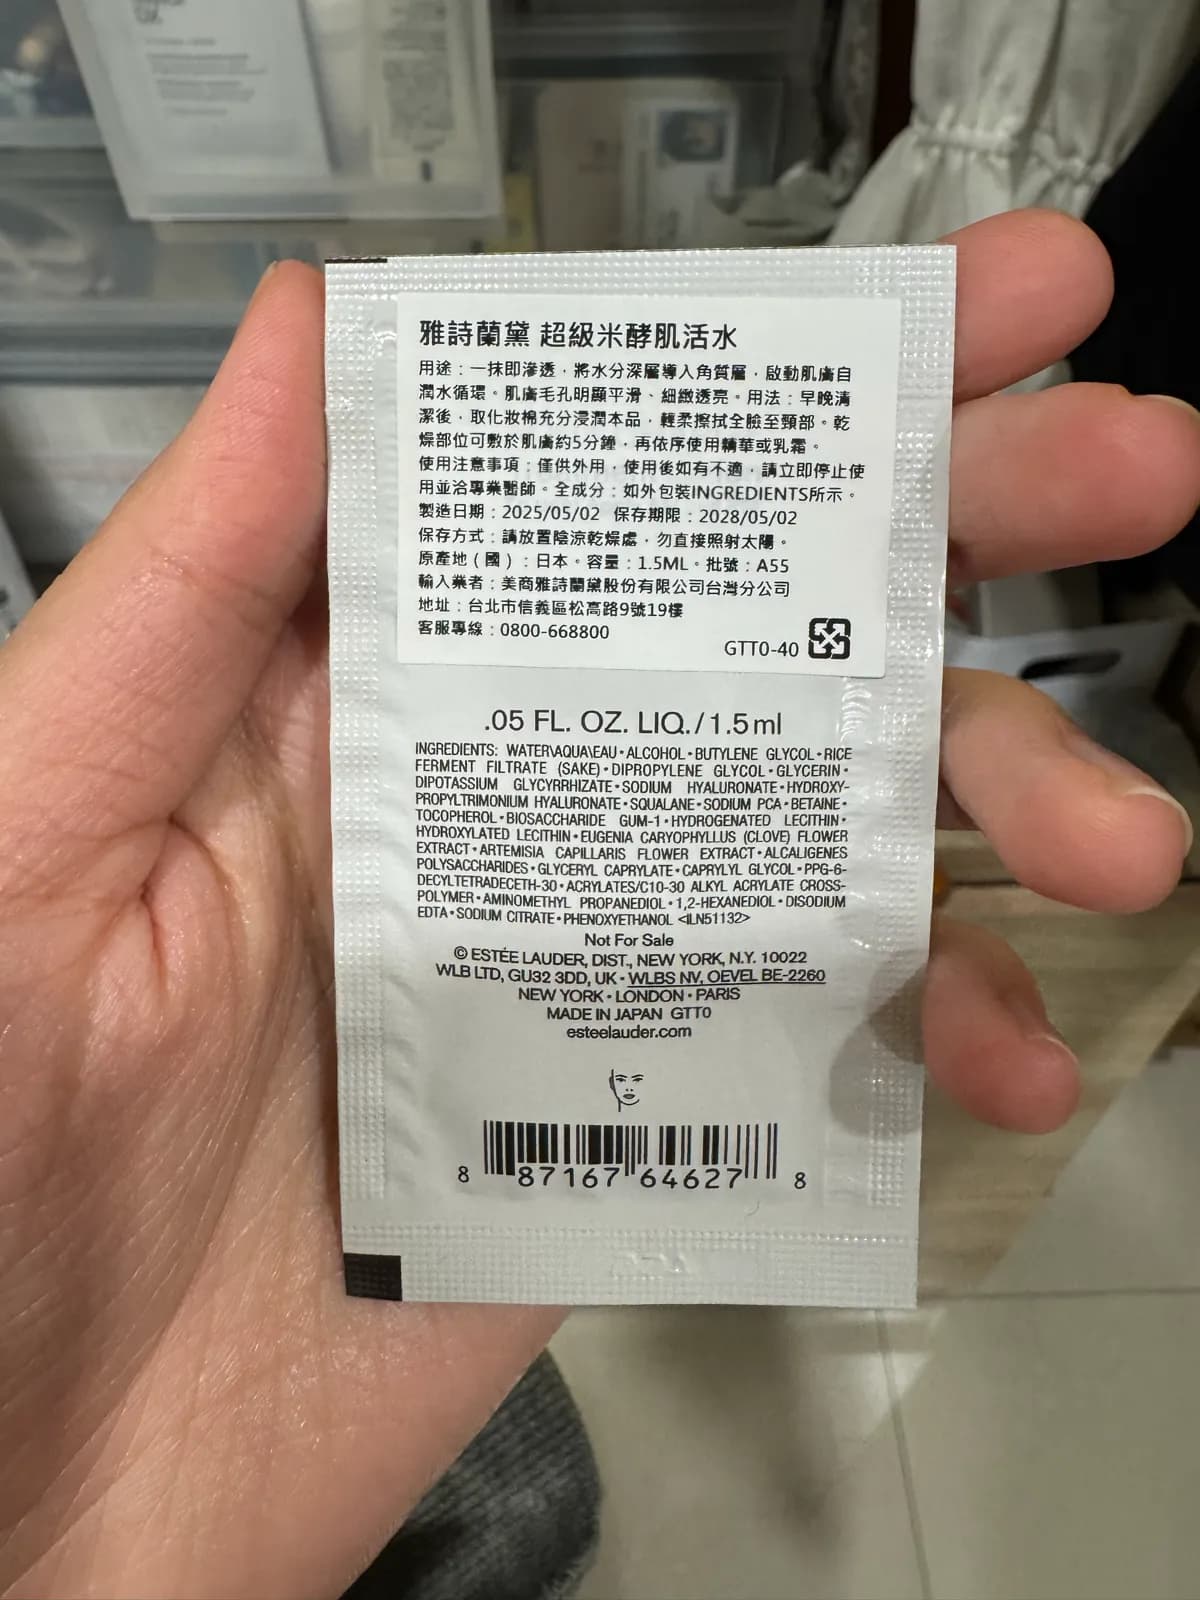 雅詩蘭黛 超級米酵肌活水
用途：一抹即滲透，將水分深層導入角質層，啟動肌膚自
潤水循環。肌膚毛孔明顯平滑、細緻透亮。用法：早晚清
潔後，取化妝棉充分浸潤本品，輕柔擦拭全臉至頸部。乾
燥部位可敷於肌膚約5分鐘，再依序使用精華或乳霜。
使用注意事項：僅供外用，使用後如有不適，請立即停止使
用並洽專業醫師。全成分：如外包裝INGREDIENTS所示。
製造日期：2025/05/02 保存期限：2028/05/02
保存方式：請放置陰涼乾燥處，勿直接照射太陽。
原產地（國）：日本。容量：1.5ML。批號：A55
輸入業者：美商雅詩蘭黛股份有限公司台灣分公司
地址：台北市信義區松高路9號19樓
客服專線：0800-668800
GTT0-40
.05 FL. OZ. LIQ./1.5ml
INGREDIENTS: WATER\AQUA\EAU•ALCOHOL•BUTYLENE GLYCOL•RICE
FERMENT FILTRATE (SAKE)•DIPROPYLENE GLYCOL•GLYCERIN•
DIPOTASSIUM GLYCYRRHIZATE•SODIUM HYALURONATE•HYDROXY-
PROPYLTRIMONIUM HYALURONATE•SQUALANE•SODIUM PCA•BETAINE•
TOCOPHEROL•BIOSACCHARIDE GUM-1•HYDROGENATED LECITHIN•
HYDROXYLATED LECITHIN•EUGENIA CARYOPHYLLUS (CLOVE) FLOWER
EXTRACT•ARTEMISIA CAPILLARIS FLOWER EXTRACT•ALCALIGENES
POLYSACCHARIDES•GLYCERYL CAPRYLATE•CAPRYLYL GLYCOL•PPG-6-
DECYLTETRADECETH-30•ACRYLATES/C10-30 ALKYL ACRYLATE CROSS-
POLYMER•AMINOMETHYL PROPANEDIOL•1,2-HEXANEDIOL•DISODIUM
EDTA•SODIUM CITRATE•PHENOXYETHANOL <ILN51132>
Not For Sale
© ESTÉE LAUDER, DIST., NEW YORK, N.Y. 10022
WLB LTD, GU32 3DD, UK•WLBS NV, OEVEL BE-2260
NEW YORK•LONDON•PARIS
MADE IN JAPAN GTT0
esteelauder.com
8 87167 64627 8